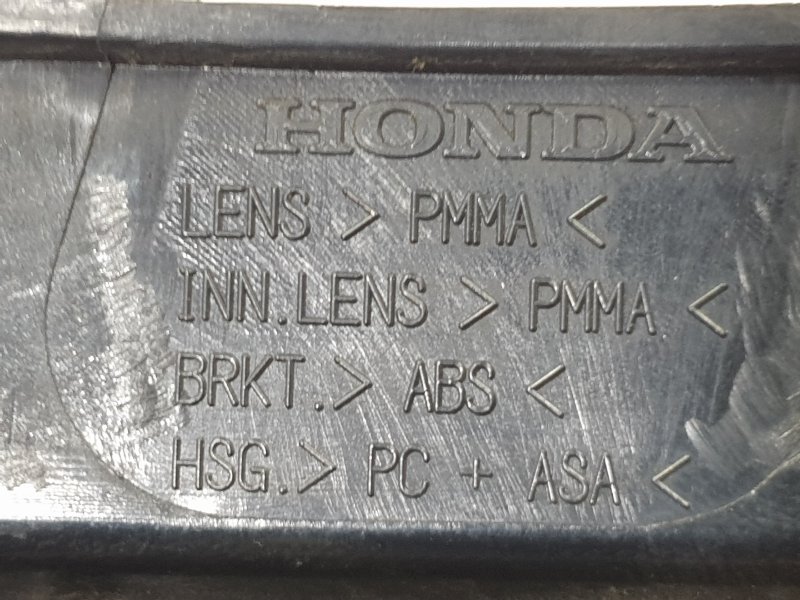 HONDA
LENS > PMMA <
INN.LENS > PMMA <
BRKT.> ABS <
HSG.> PC + ASA <